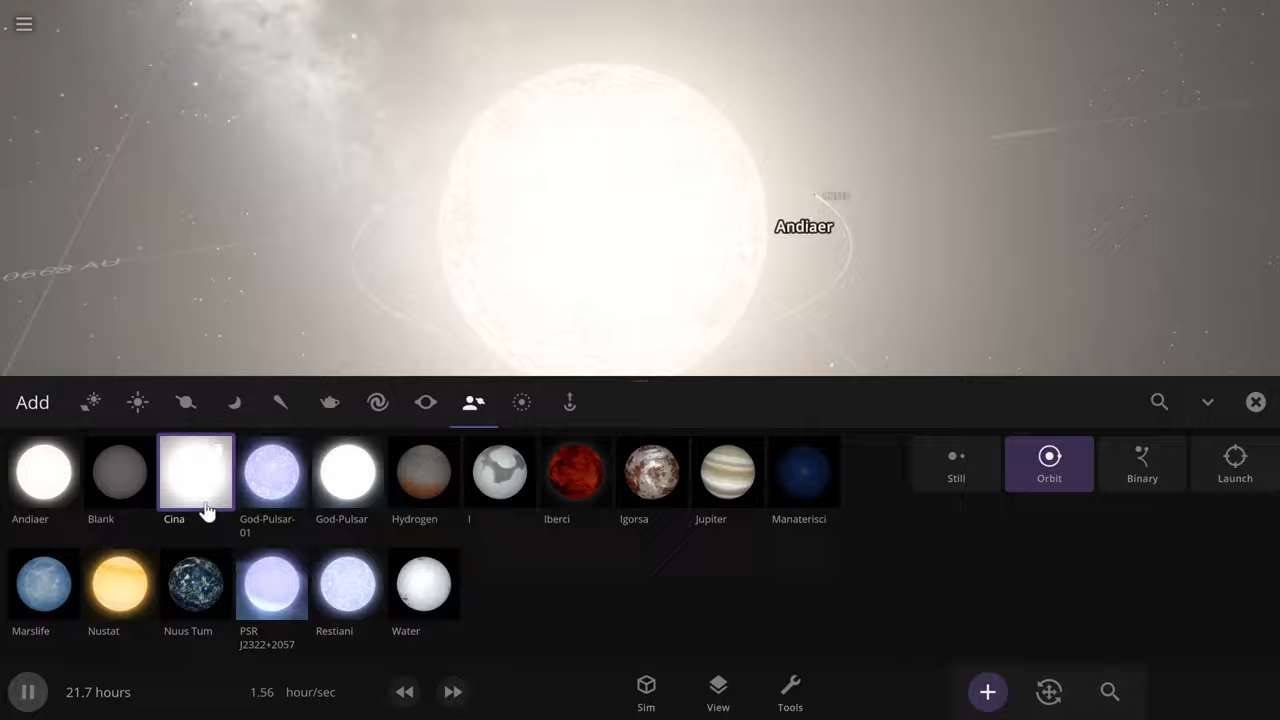 Andiaer
0668 AU
Add
Andiaer
Blank
Cina
God-Pulsar-
01
God-Pulsar
Hydrogen
I
Iberci
Igorsa
Jupiter
Manaterisci
Still
Orbit
Binary
Launch
Marslife
Nustat
Nuus Tum
PSR
J2322+2057
Restiani
Water
21.7 hours
1.56 hour/sec
Sim
View
Tools